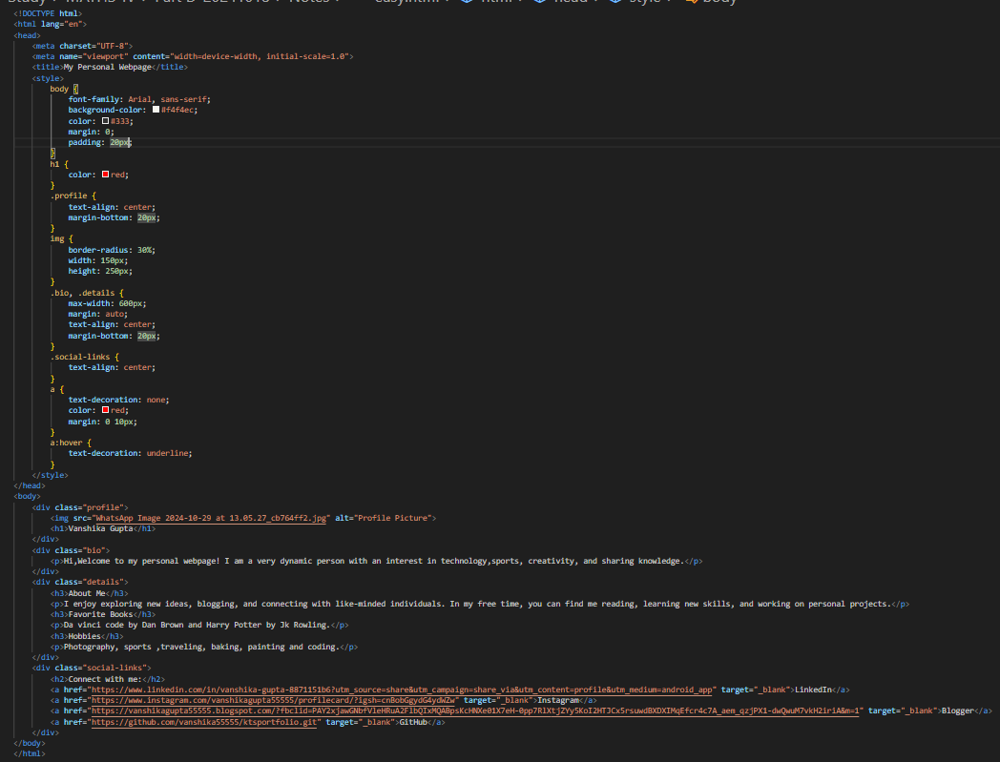 <!DOCTYPE html>
<html lang="en">
<head>
    <meta charset="UTF-8">
    <meta name="viewport" content="width=device-width, initial-scale=1.0">
    <title>My Personal Webpage</title>
    <style>
        body {
            font-family: Arial, sans-serif;
            background-color: #f4f4ec;
            color: #333;
            margin: 0;
            padding: 20px;
        }
        h1 {
            color: red;
        }
        .profile {
            text-align: center;
            margin-bottom: 20px;
        }
        img {
            border-radius: 30%;
            width: 150px;
            height: 250px;
        }
        .bio, .details {
            max-width: 600px;
            margin: auto;
            text-align: center;
            margin-bottom: 20px;
        }
        .social-links {
            text-align: center;
        }
        a {
            text-decoration: none;
            color: red;
            margin: 0 10px;
        }
        a:hover {
            text-decoration: underline;
        }
    </style>
</head>
<body>
    <div class="profile">
        <img src="WhatsApp Image 2024-10-29 at 13.05.27_cb764ff2.jpg" alt="Profile Picture">
        <h1>Vanshika Gupta</h1>
    </div>
    <div class="bio">
        <p>Hi,Welcome to my personal webpage! I am a very dynamic person with an interest in technology,sports, creativity, and sharing knowledge.</p>
    </div>
    <div class="details">
        <h3>About Me</h3>
        <p>I enjoy exploring new ideas, blogging, and connecting with like-minded individuals. In my free time, you can find me reading, learning new skills, and working on personal projects.</p>
        <h3>Favorite Books</h3>
        <p>Da vinci code by Dan Brown and Harry Potter by Jk Rowling.</p>
        <h3>Hobbies</h3>
        <p>Photography, sports ,traveling, baking, painting and coding.</p>
    </div>
    <div class="social-links">
        <h2>Connect with me:</h2>
        <a href="https://www.linkedin.com/in/vanshika-gupta-8871151b6?utm_source=share&utm_campaign=share_via&utm_content=profile&utm_medium=android_app" target="_blank">LinkedIn</a>
        <a href="https://www.instagram.com/vanshikagupta55555/profilecard/?igsh=cnBobGgydG4ydWZw" target="_blank">Instagram</a>
        <a href="https://vanshikagupta55555.blogspot.com/?fbclid=PAY2xjawGNbfVleHRuA2FlbQIxMQABpsKcHNXe01X7eH-0pp7RlXtjZYy5KoI2HTJCx5rsuwdBXDXIMqEfcr4c7A_aem_qzjPX1-dwQwuM7vkH2iriA&m=1" target="_blank">Blogger</a>
        <a href="https://github.com/vanshika55555/ktsportfolio.git" target="_blank">GitHub</a>
    </div>
</body>
</html>